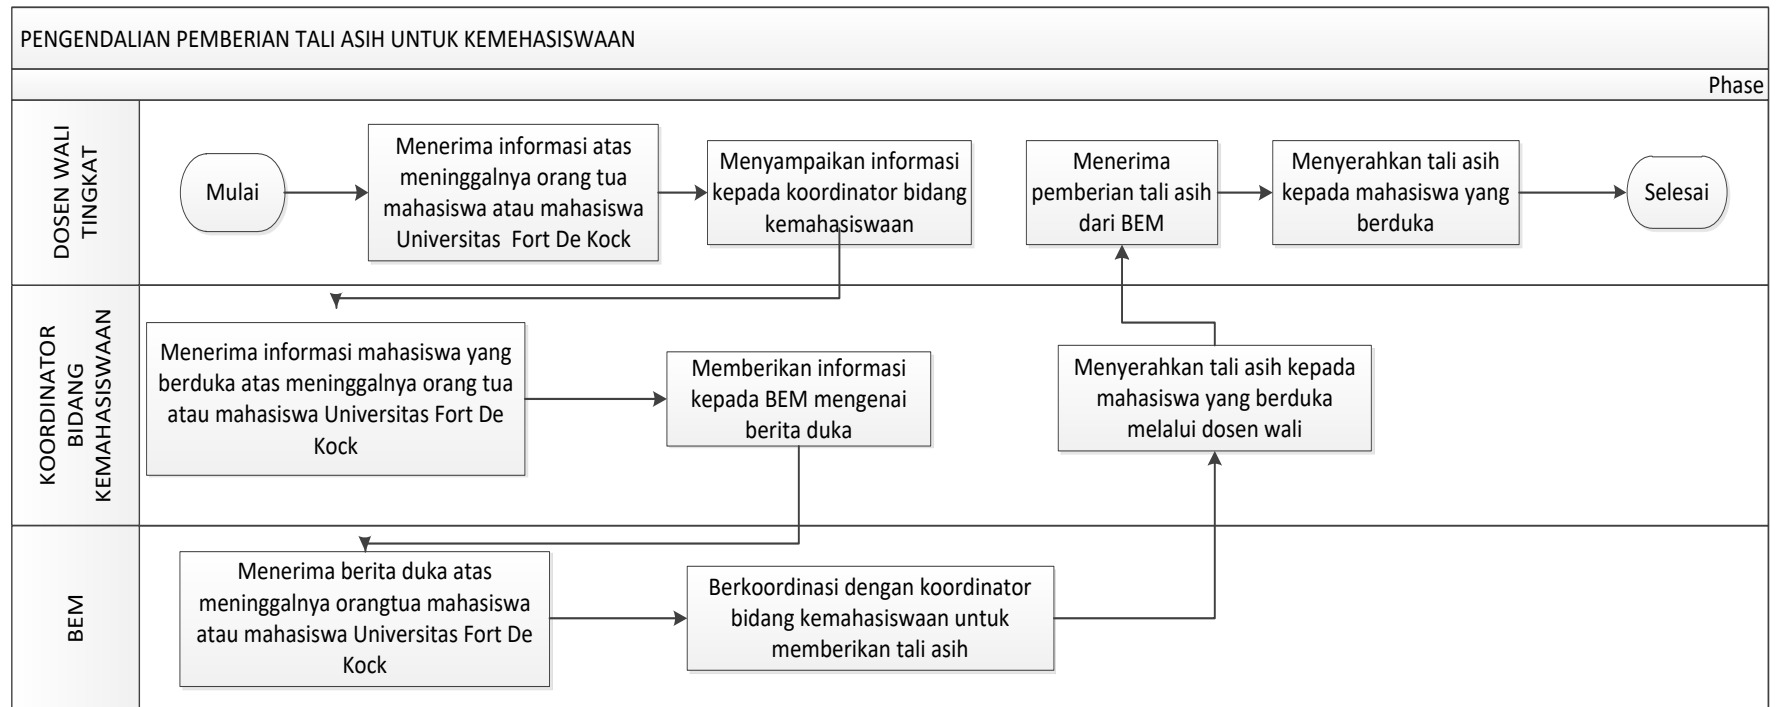 PENGENDALIAN PEMBERIAN TALI ASIH UNTUK KEMEHASISWAAN
Phase
DOSEN WALI
TINGKAT
Mulai
Menerima informasi atas
meninggalnya orang tua
mahasiswa atau mahasiswa
Universitas  Fort De Kock
Menyampaikan informasi
kepada koordinator bidang
kemahasiswaan
Menerima
pemberian tali asih
dari BEM
Menyerahkan tali asih
kepada mahasiswa yang
berduka
Selesai
KOORDINATOR
BIDANG
KEMAHASISWAAN
Menerima informasi mahasiswa yang
berduka atas meninggalnya orang tua
atau mahasiswa Universitas Fort De
Kock
Memberikan informasi
kepada BEM mengenai
berita duka
Menyerahkan tali asih kepada
mahasiswa yang berduka
melalui dosen wali
BEM
Menerima berita duka atas
meninggalnya orangtua mahasiswa
atau mahasiswa Universitas Fort De
Kock
Berkoordinasi dengan koordinator
bidang kemahasiswaan untuk
memberikan tali asih